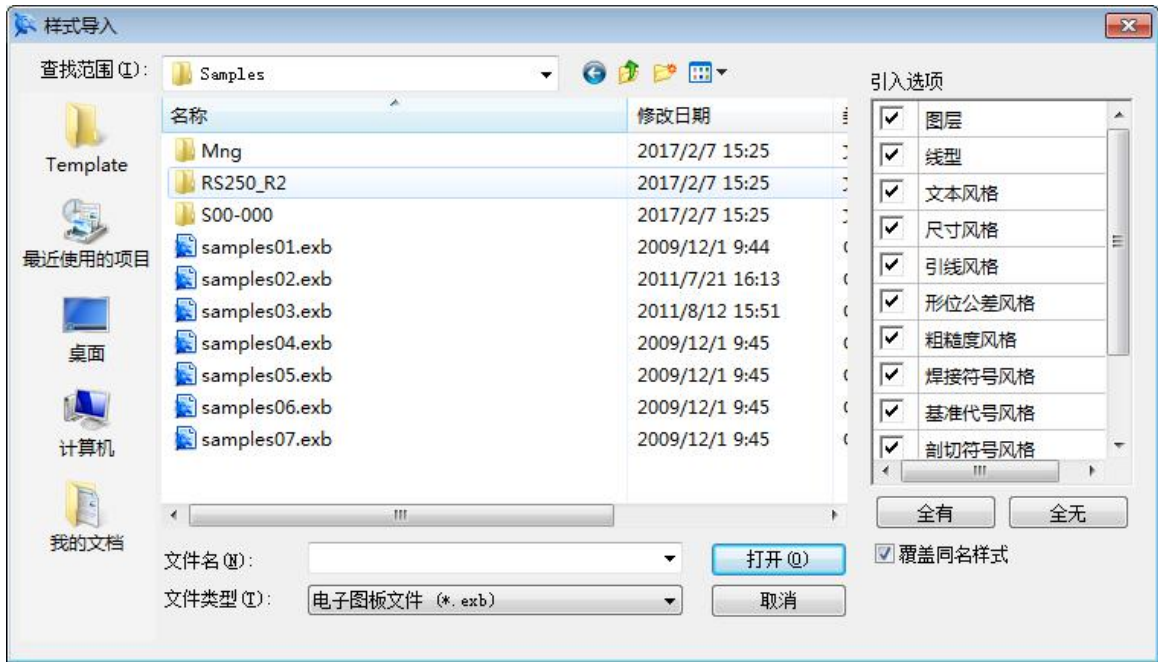 样式导入
查找范围(I):
Samples
Template
最近使用的项目
桌面
计算机
我的文档
名称
修改日期
Mng
2017/2/7 15:25
RS250_R2
2017/2/7 15:25
S00-000
2017/2/7 15:25
samples01.exb
2009/12/1 9:44
samples02.exb
2011/7/21 16:13
samples03.exb
2011/8/12 15:51
samples04.exb
2009/12/1 9:45
samples05.exb
2009/12/1 9:45
samples06.exb
2009/12/1 9:45
samples07.exb
2009/12/1 9:45
文件名(N):
打开(O)
文件类型(T):
电子图板文件 (*.exb)
取消
引入选项
图层
线型
文本风格
尺寸风格
引线风格
形位公差风格
粗糙度风格
焊接符号风格
基准代号风格
剖切符号风格
全有
全无
覆盖同名样式